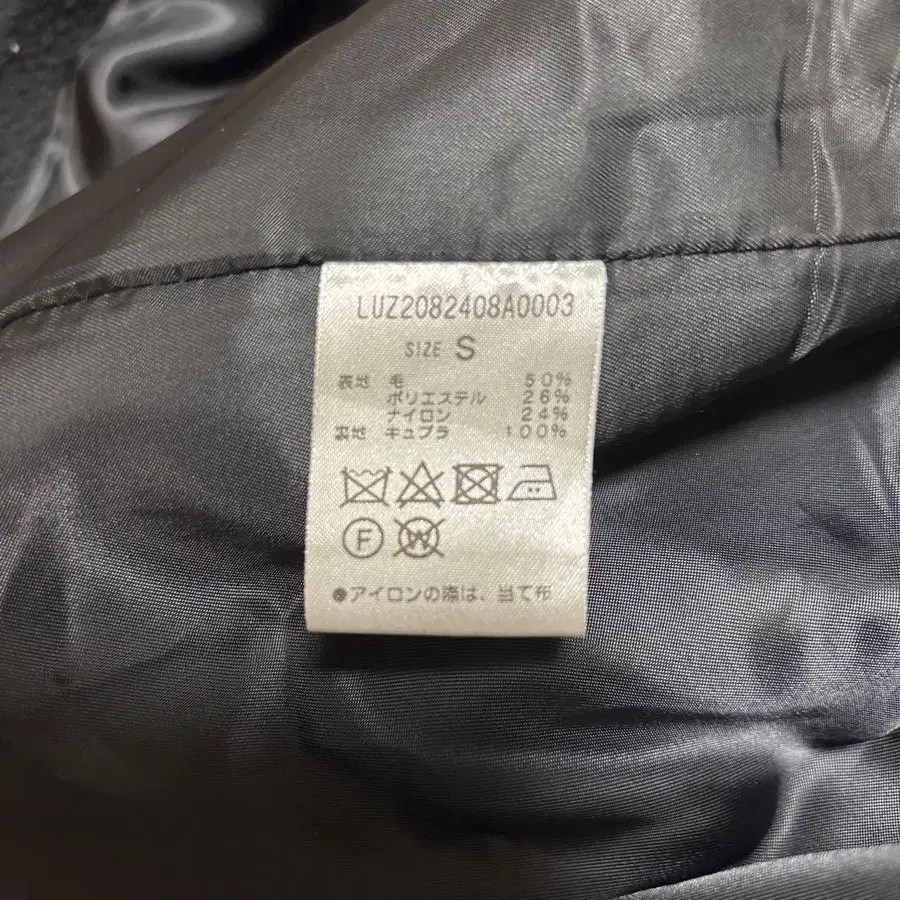 LUZ2082408A0003
SIZE S
表地 毛 50%
ポリエステル 26%
ナイロン 24%
裏地 キュプラ 100%
F W
●アイロンの際は、当て布